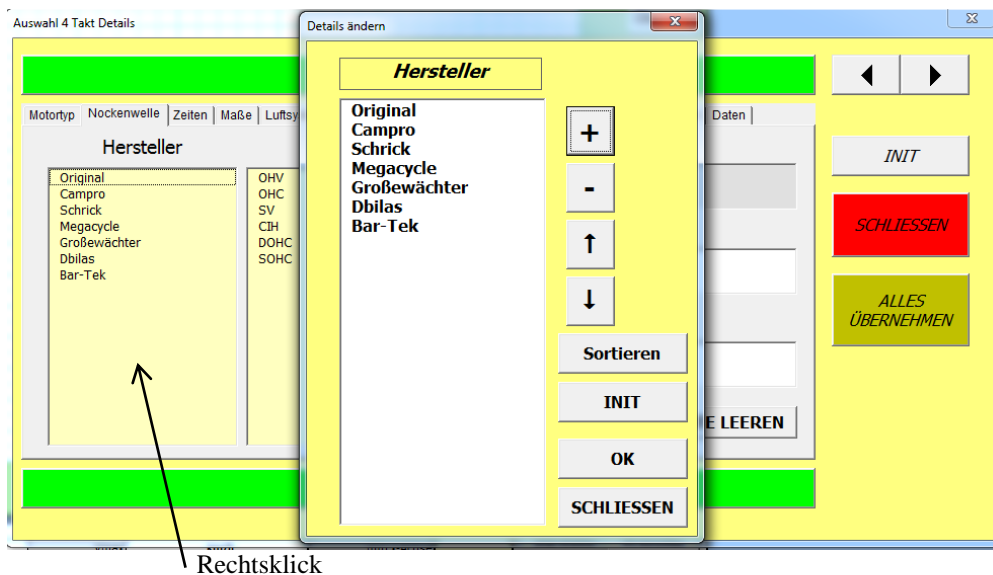 Auswahl 4 Takt Details
Details ändern
Hersteller
Original
Campro
Schrick
Megacycle
Großewächter
Dbilas
Bar-Tek
+
-
↑
↓
Sortieren
INIT
OK
SCHLIESSEN
Motortyp
Nockenwelle
Zeiten
Maße
Luftsy
Daten
Hersteller
Original
Campro
Schrick
Megacycle
Großewächter
Dbilas
Bar-Tek
OHV
OHC
SV
CIH
DOHC
SOHC
E LEEREN
INIT
SCHLIESSEN
ALLES
ÜBERNEHMEN
Rechtsklick